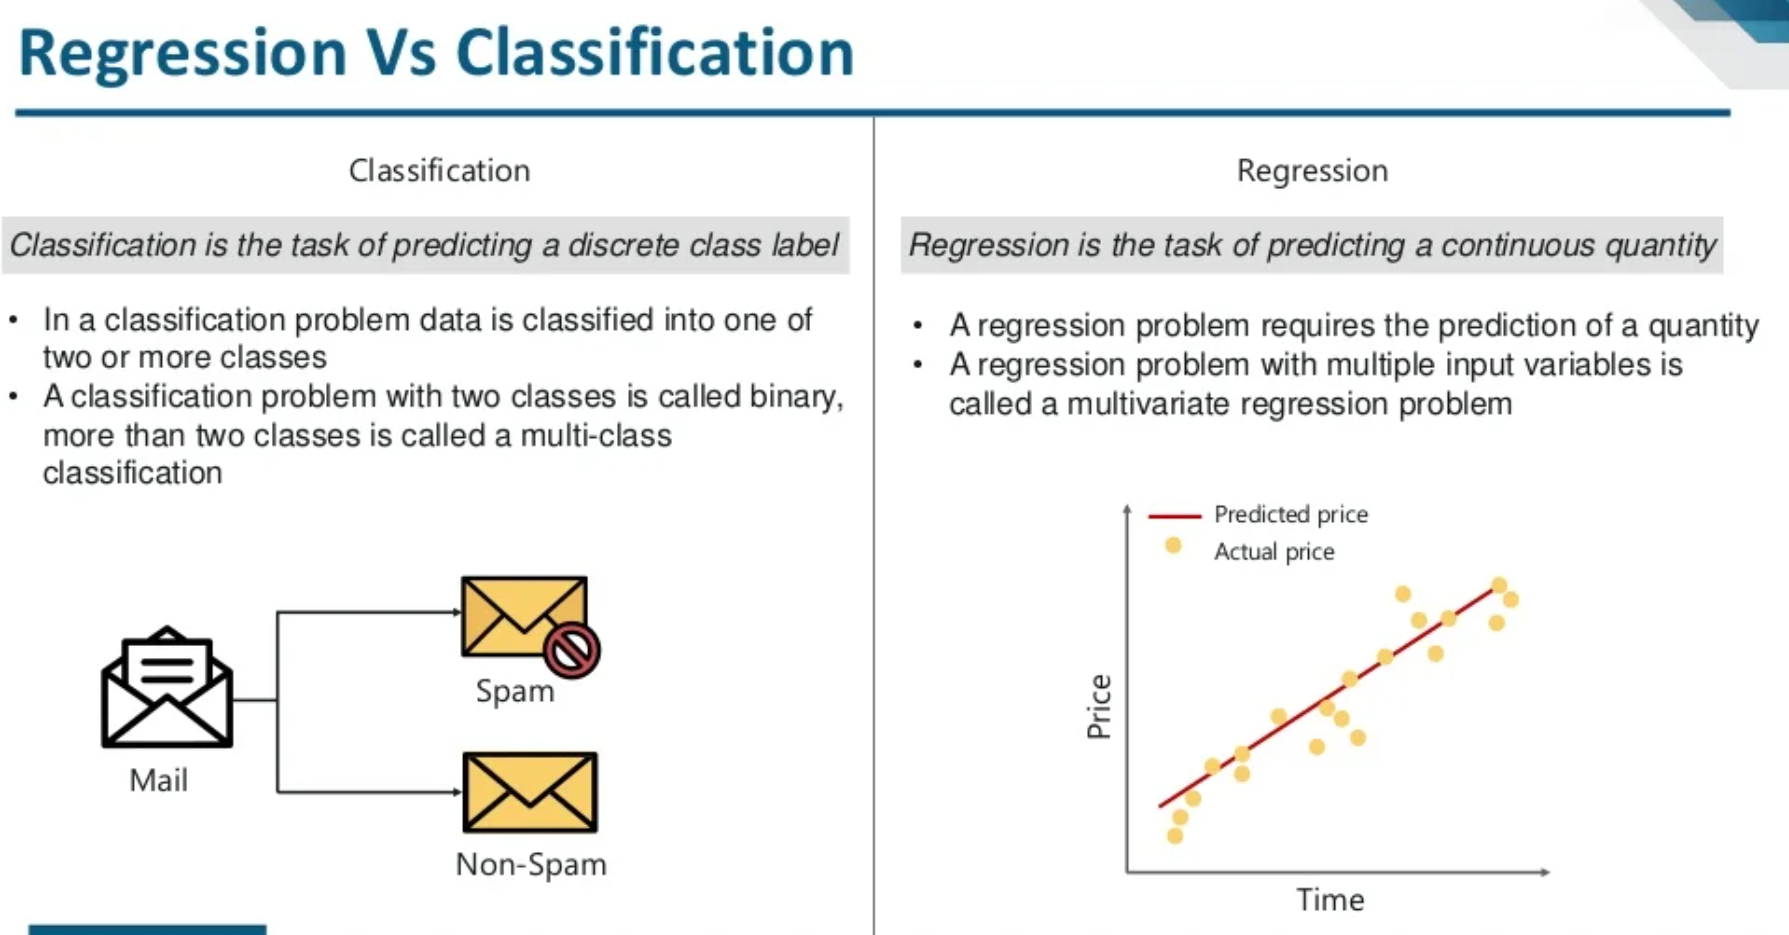 Regression Vs Classification
Classification
Classification is the task of predicting a discrete class label
• In a classification problem data is classified into one of
two or more classes
• A classification problem with two classes is called binary,
more than two classes is called a multi-class
classification
Mail
Spam
Non-Spam
Regression
Regression is the task of predicting a continuous quantity
• A regression problem requires the prediction of a quantity
• A regression problem with multiple input variables is
called a multivariate regression problem
Predicted price
Actual price
Price
Time